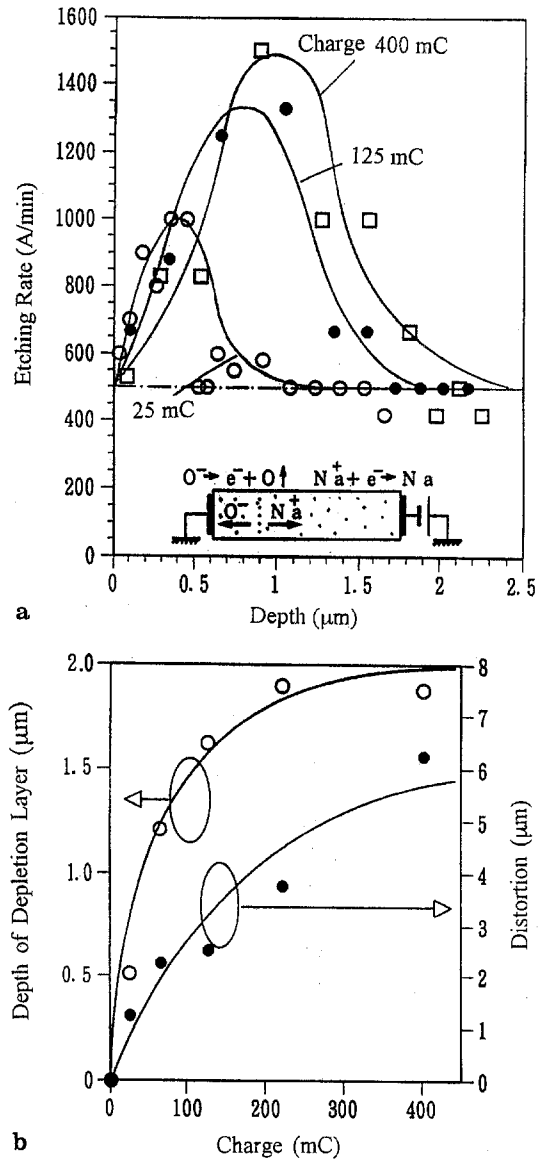 1600
1400
1200
1000
800
600
400
200
0
Etching Rate (A/min)
Charge 400 mC
125 mC
25 mC
O⁻→ e⁻+ O↑ Na⁺+ e⁻→ Na
O⁻ Na⁺
0 0.5 1 1.5 2 2.5
Depth (μm)
a
2.0
1.5
1.0
0.5
0
Depth of Depletion Layer (μm)
8
7
6
5
4
3
2
1
0
Distortion (μm)
0 100 200 300 400
Charge (mC)
b